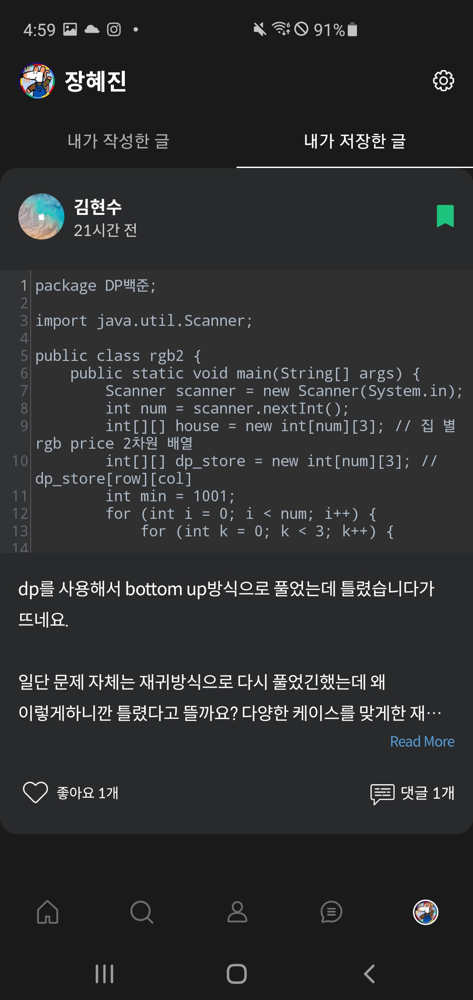 4:59
91%
장혜진
내가 작성한 글
내가 저장한 글
김현수
21시간 전
1 package DP백준;
2
3 import java.util.Scanner;
4
5 public class rgb2 {
6     public static void main(String[] args) {
7         Scanner scanner = new Scanner(System.in);
8         int num = scanner.nextInt();
9         int[][] house = new int[num][3]; // 집 별
rgb price 2차원 배열
10         int[][] dp_store = new int[num][3]; //
dp_store[row][col]
11         int min = 1001;
12         for (int i = 0; i < num; i++) {
13             for (int k = 0; k < 3; k++) {
14
dp를 사용해서 bottom up방식으로 풀었는데 틀렸습니다가
뜨네요.
일단 문제 자체는 재귀방식으로 다시 풀었긴했는데 왜
이렇게하니깐 틀렸다고 뜰까요? 다양한 케이스를 맞게한 재…
Read More
좋아요 1개
댓글 1개